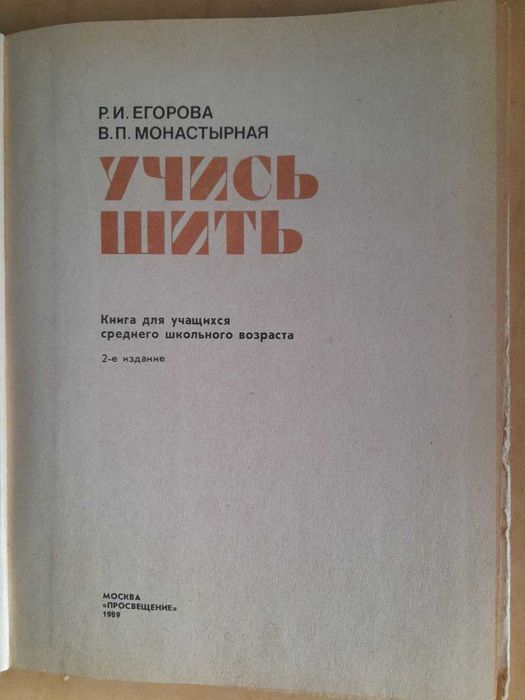 Р.И. ЕГОРОВА
В.П. МОНАСТЫРНАЯ
УЧИСЬ
ШИТЬ
Книга для учащихся
среднего школьного возраста
2-е издание
МОСКВА
«ПРОСВЕЩЕНИЕ»
1989